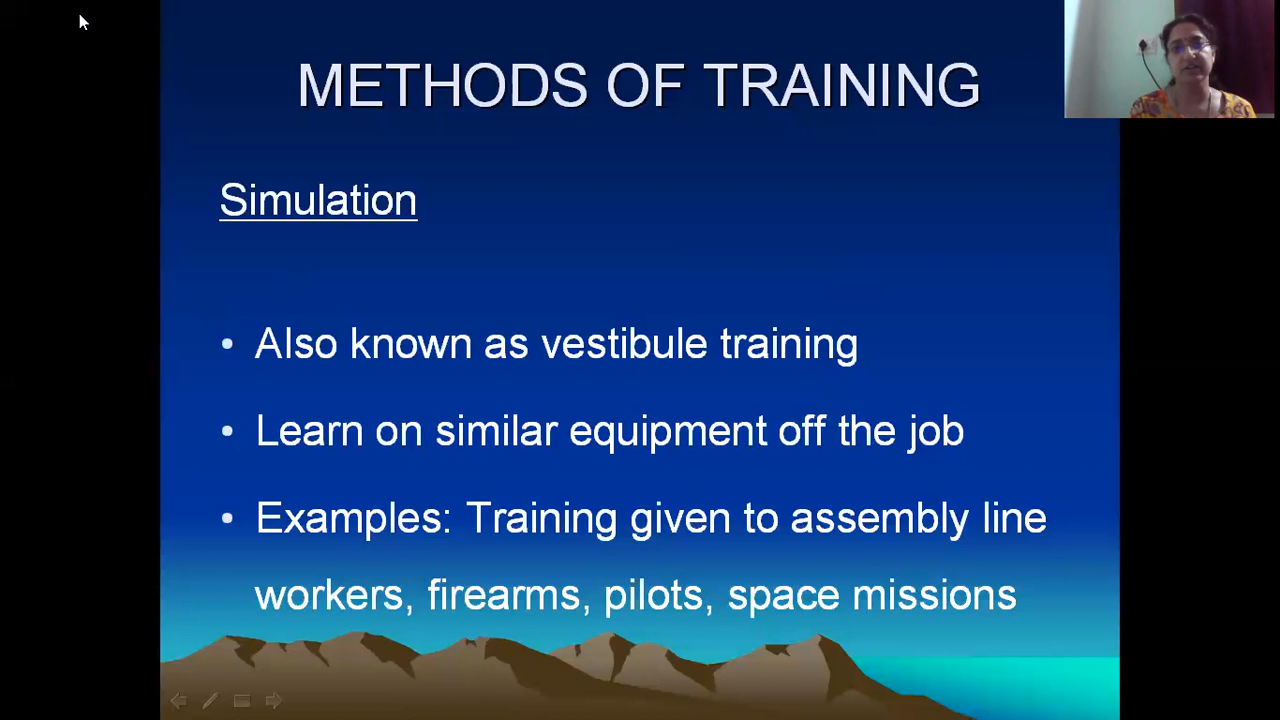 METHODS OF TRAINING
Simulation
• Also known as vestibule training
• Learn on similar equipment off the job
• Examples: Training given to assembly line
workers, firearms, pilots, space missions